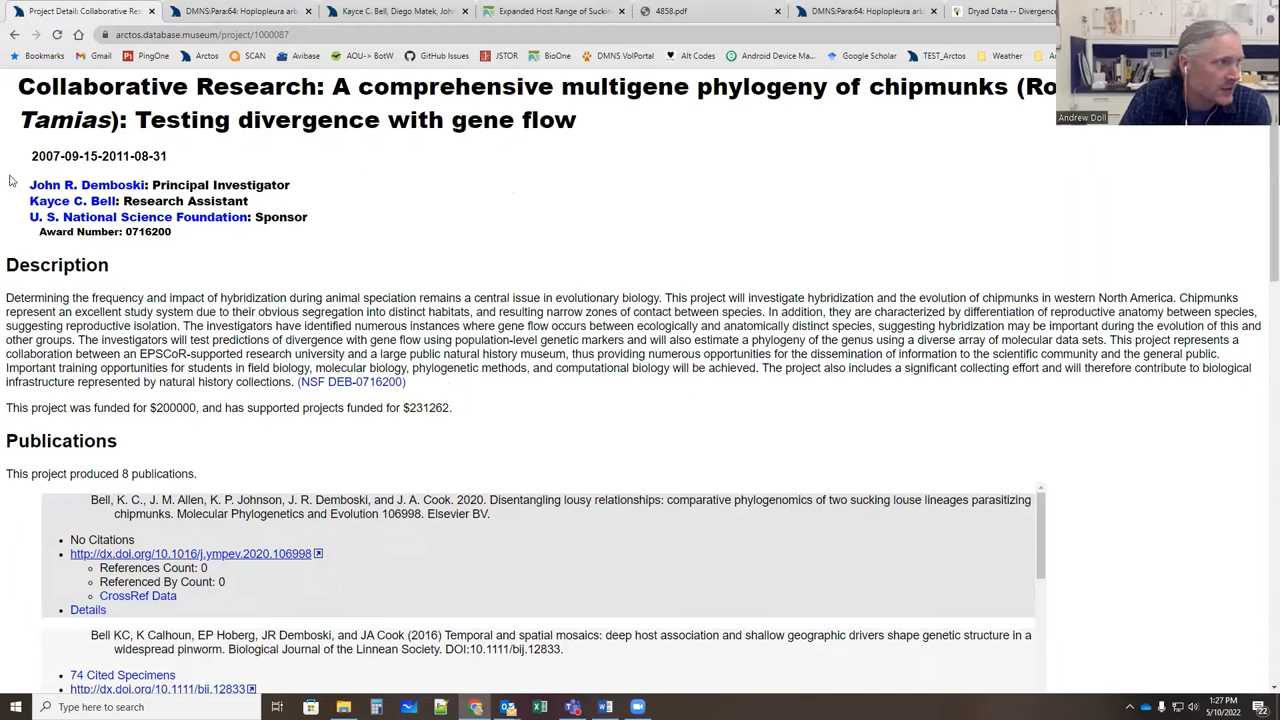 Project Detail: Collaborative Re
DMNS:Para:64: Hoplopleura arb
Kayce C. Bell, Diego Matek, Joh
Expanded Host Range of Suckin
4858.pdf
DMNS:Para:64: Hoplopleura arb
Dryad Data -- Divergenc
arctos.database.museum/project/1000087
Bookmarks
Gmail
PingOne
Arctos
SCAN
Avibase
AOU-> BotW
GitHub Issues
JSTOR
BioOne
DMNS VolPortal
Alt Codes
Android Device Ma...
Google Scholar
TEST_Arctos
Weather
Collaborative Research: A comprehensive multigene phylogeny of chipmunks (Ro
Tamias): Testing divergence with gene flow
Andrew Doll
2007-09-15-2011-08-31
John R. Demboski: Principal Investigator
Kayce C. Bell: Research Assistant
U. S. National Science Foundation: Sponsor
Award Number: 0716200
Description
Determining the frequency and impact of hybridization during animal speciation remains a central issue in evolutionary biology. This project will investigate hybridization and the evolution of chipmunks in western North America. Chipmunks
represent an excellent study system due to their obvious segregation into distinct habitats, and resulting narrow zones of contact between species. In addition, they are characterized by differentiation of reproductive anatomy between species,
suggesting reproductive isolation. The investigators have identified numerous instances where gene flow occurs between ecologically and anatomically distinct species, suggesting hybridization may be important during the evolution of this and
other groups. The investigators will test predictions of divergence with gene flow using population-level genetic markers and will also estimate a phylogeny of the genus using a diverse array of molecular data sets. This project represents a
collaboration between an EPSCoR-supported research university and a large public natural history museum, thus providing numerous opportunities for the dissemination of information to the scientific community and the general public.
Important training opportunities for students in field biology, molecular biology, phylogenetic methods, and computational biology will be achieved. The project also includes a significant collecting effort and will therefore contribute to biological
infrastructure represented by natural history collections. (NSF DEB-0716200)
This project was funded for $200000, and has supported projects funded for $231262.
Publications
This project produced 8 publications.
Bell, K. C., J. M. Allen, K. P. Johnson, J. R. Demboski, and J. A. Cook. 2020. Disentangling lousy relationships: comparative phylogenomics of two sucking louse lineages parasitizing
chipmunks. Molecular Phylogenetics and Evolution 106998. Elsevier BV.
No Citations
http://dx.doi.org/10.1016/j.ympev.2020.106998
References Count: 0
Referenced By Count: 0
CrossRef Data
Details
Bell KC, K Calhoun, EP Hoberg, JR Demboski, and JA Cook (2016) Temporal and spatial mosaics: deep host association and shallow geographic drivers shape genetic structure in a
widespread pinworm. Biological Journal of the Linnean Society. DOI:10.1111/bij.12833.
74 Cited Specimens
http://dx.doi.org/10.1111/bij.12833
Type here to search
1:27 PM
5/10/2022
22